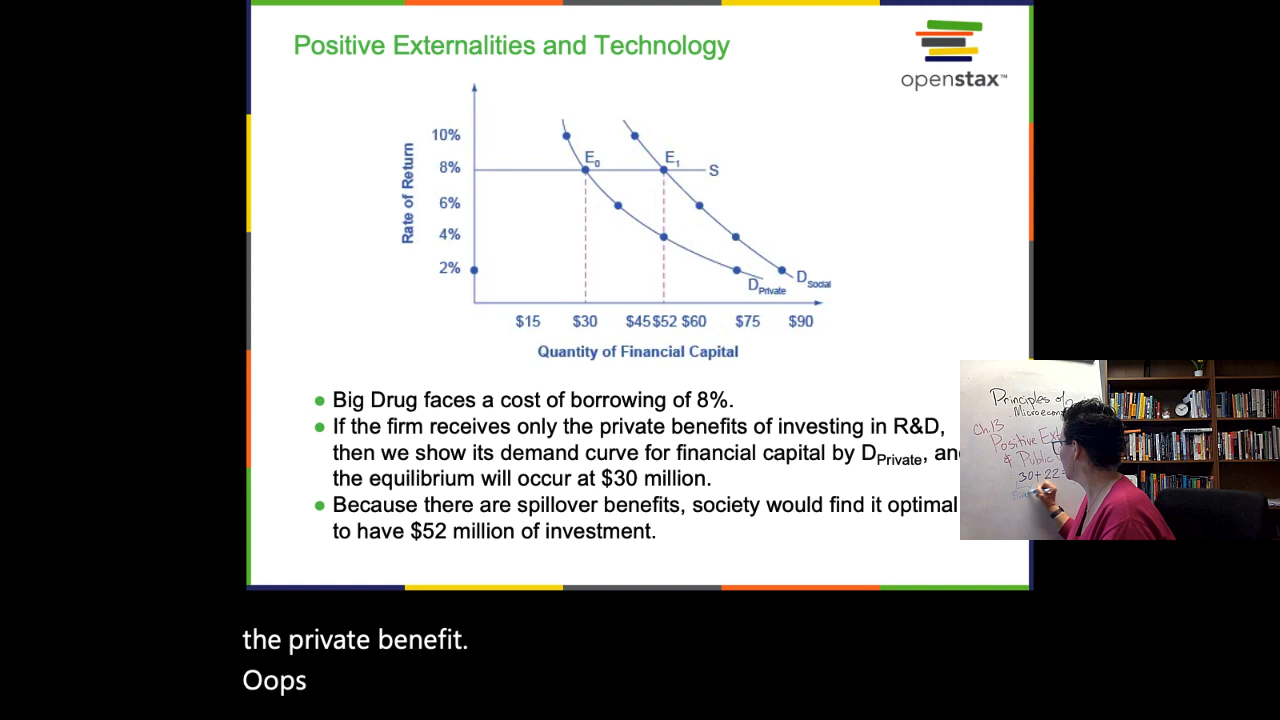 Positive Externalities and Technology
openstax™
10%
8%
6%
4%
2%
Rate of Return
E0
E1
S
DPrivate
DSocial
$15 $30 $45 $52 $60 $75 $90
Quantity of Financial Capital
• Big Drug faces a cost of borrowing of 8%.
• If the firm receives only the private benefits of investing in R&D,
then we show its demand curve for financial capital by DPrivate, an
the equilibrium will occur at $30 million.
• Because there are spillover benefits, society would find it optimal
to have $52 million of investment.
Principles of
Microecon
Ch.13
Positive Ext
& Public
30+22=
the private benefit.
Oops